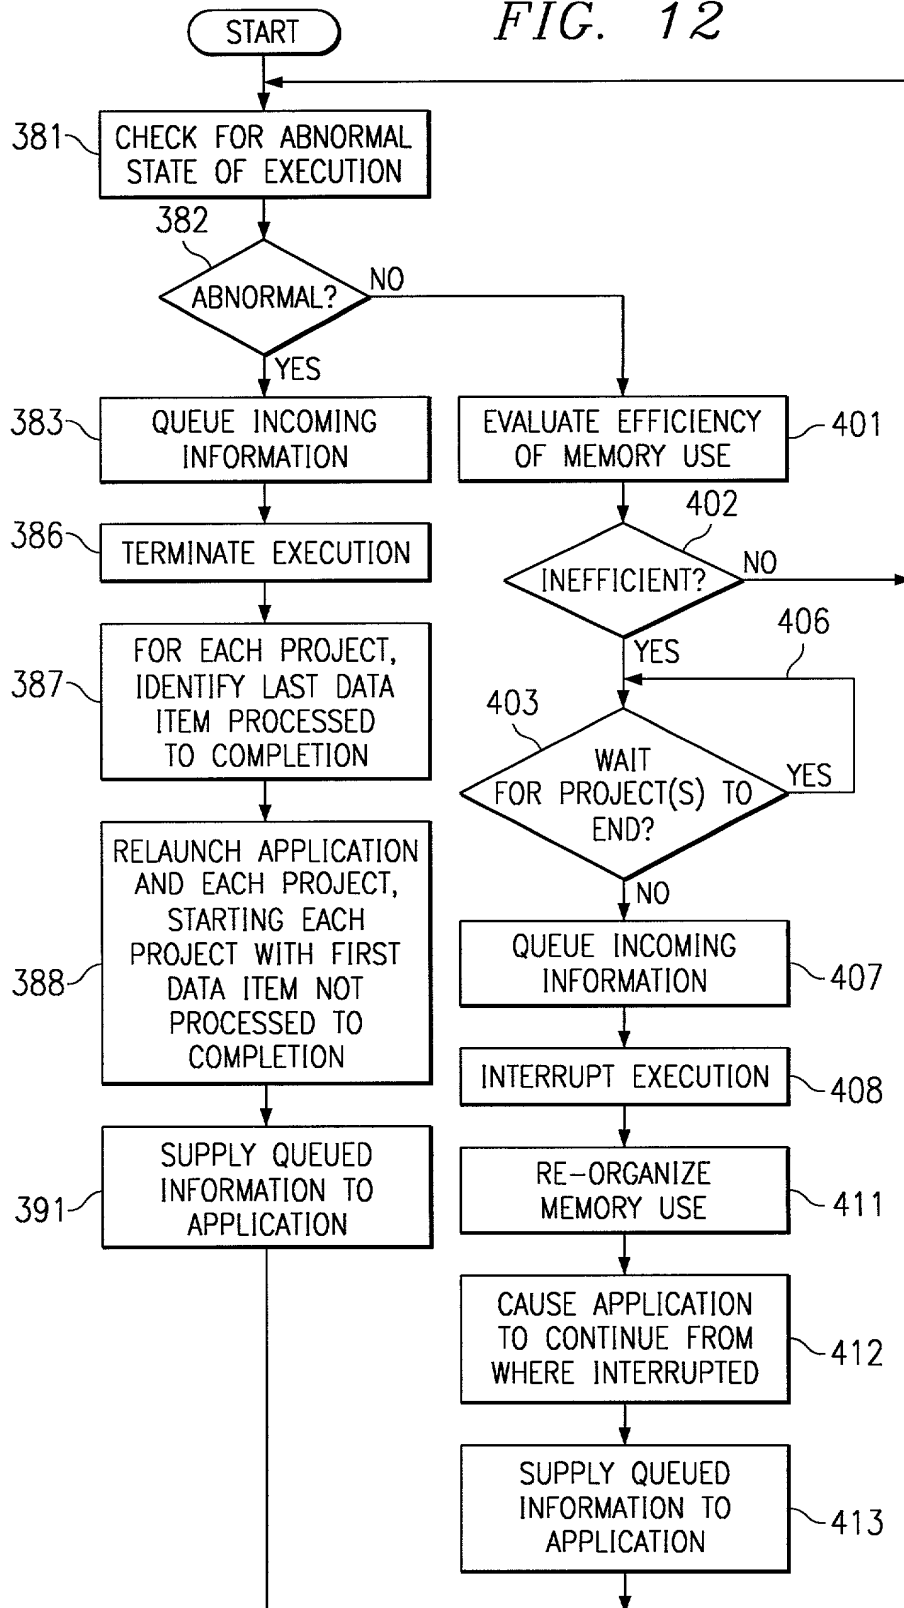 FIG. 12
START
381
CHECK FOR ABNORMAL
STATE OF EXECUTION
382
ABNORMAL?
NO
YES
383
QUEUE INCOMING
INFORMATION
386
TERMINATE EXECUTION
387
FOR EACH PROJECT,
IDENTIFY LAST DATA
ITEM PROCESSED
TO COMPLETION
388
RELAUNCH APPLICATION
AND EACH PROJECT,
STARTING EACH
PROJECT WITH FIRST
DATA ITEM NOT
PROCESSED TO
COMPLETION
391
SUPPLY QUEUED
INFORMATION TO
APPLICATION
EVALUATE EFFICIENCY
OF MEMORY USE
401
402
INEFFICIENT?
NO
YES
406
403
WAIT
FOR PROJECT(S) TO
END?
YES
NO
QUEUE INCOMING
INFORMATION
407
INTERRUPT EXECUTION
408
RE-ORGANIZE
MEMORY USE
411
CAUSE APPLICATION
TO CONTINUE FROM
WHERE INTERRUPTED
412
SUPPLY QUEUED
INFORMATION TO
APPLICATION
413